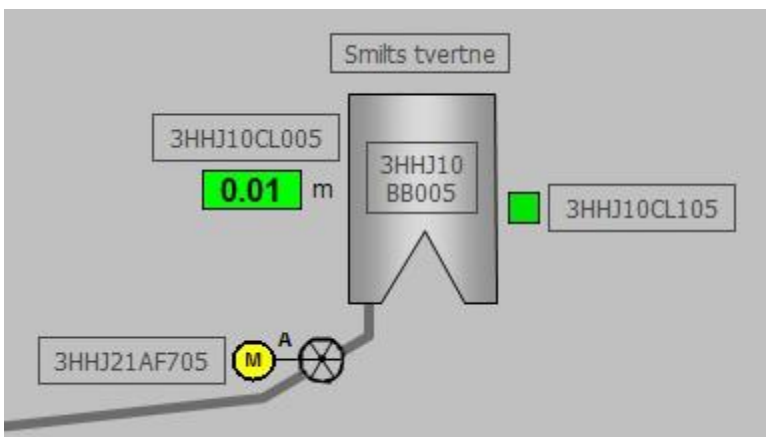 Smilts tvertne
3HHJ10CL005
0.01 m
3HHJ10
BB005
3HHJ10CL105
A
3HHJ21AF705
M